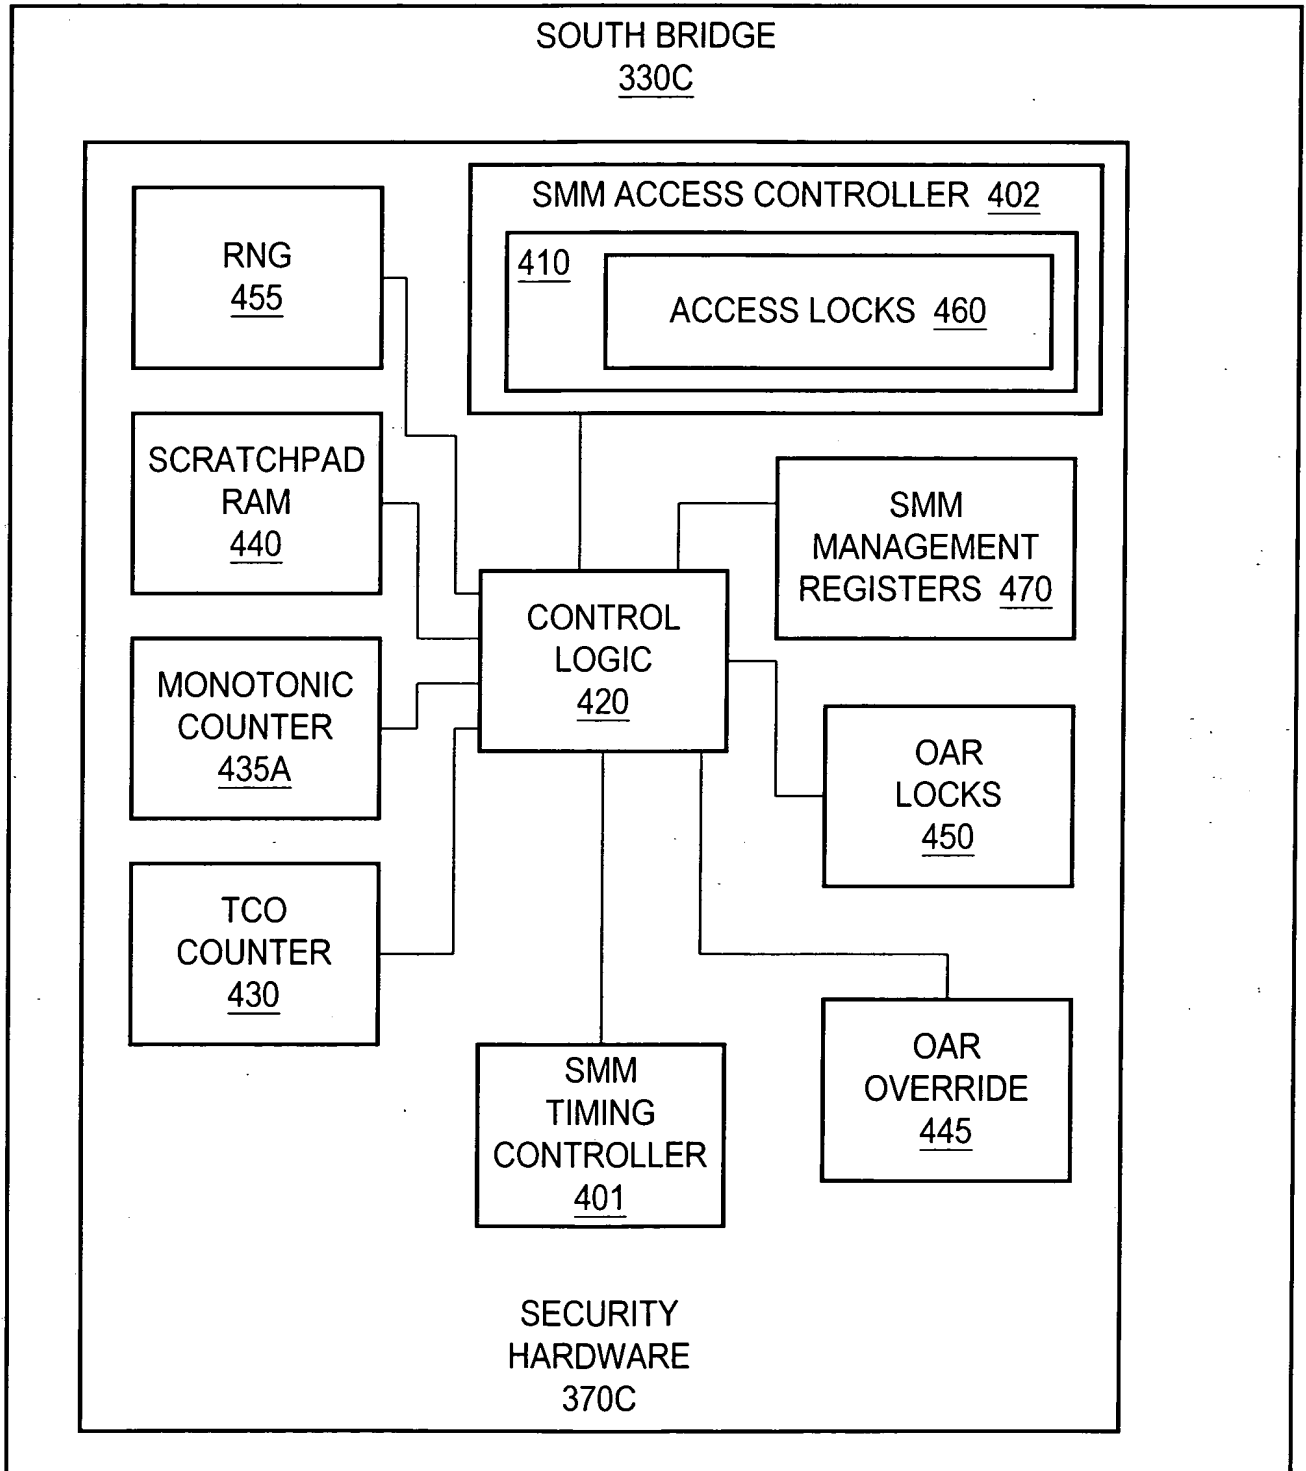 SOUTH BRIDGE
330C
SMM ACCESS CONTROLLER 402
410
ACCESS LOCKS 460
RNG
455
SCRATCHPAD
RAM
440
SMM
MANAGEMENT
REGISTERS 470
CONTROL
LOGIC
420
MONOTONIC
COUNTER
435A
OAR
LOCKS
450
TCO
COUNTER
430
SMM
TIMING
CONTROLLER
401
OAR
OVERRIDE
445
SECURITY
HARDWARE
370C